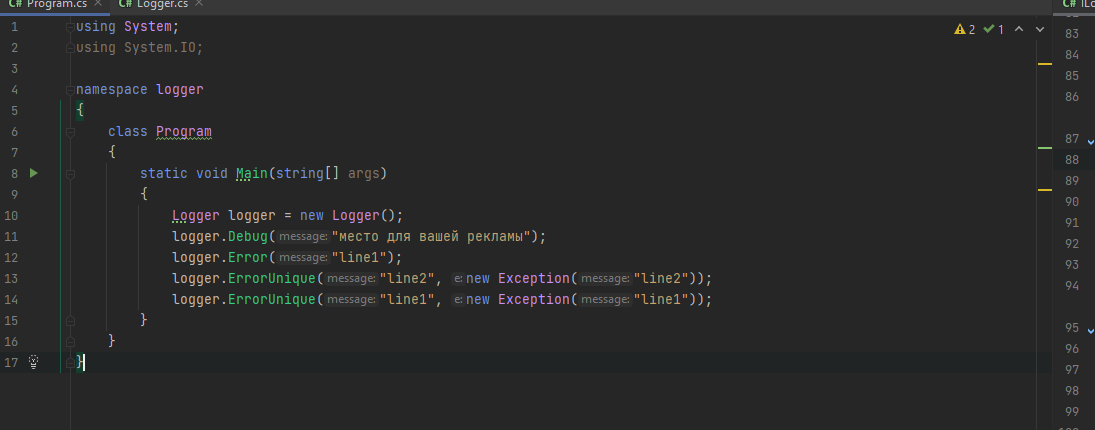 C# Program.cs × C# Logger.cs ×
1 using System;
2 using System.IO;
3
4 namespace logger
5 {
6 class Program
7 {
8 static void Main(string[] args)
9 {
10 Logger logger = new Logger();
11 logger.Debug( message: "место для вашей рекламы");
12 logger.Error( message: "line1");
13 logger.ErrorUnique( message: "line2", e: new Exception( message: "line2"));
14 logger.ErrorUnique( message: "line1", e: new Exception( message: "line1"));
15 }
16 }
17 }
2 1
C#
83
84
85
86
87
88
89
90
91
92
93
94
95
96
97
98
99